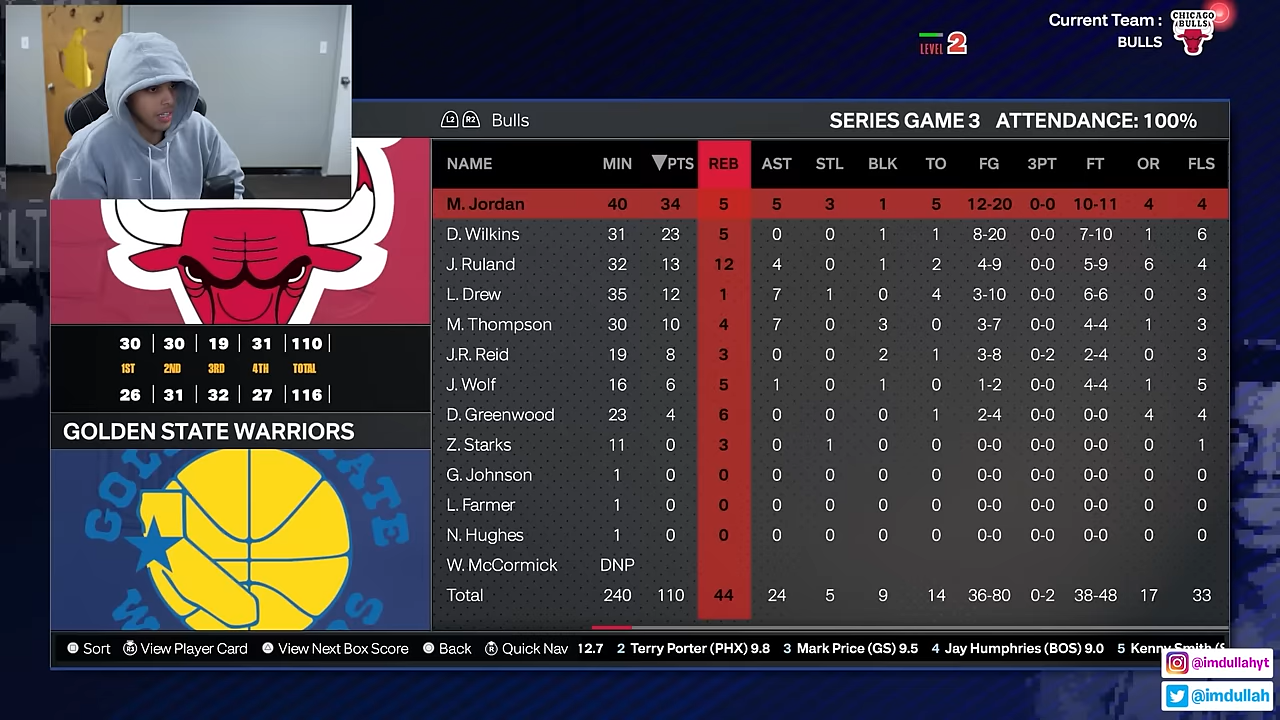 Current Team :
BULLS
CHICAGO
BULLS
LEVEL 2
L2 R2 Bulls
SERIES GAME 3 ATTENDANCE: 100%
NAME MIN PTS REB AST STL BLK TO FG 3PT FT OR FLS
M. Jordan 40 34 5 5 3 1 5 12-20 0-0 10-11 4 4
D. Wilkins 31 23 5 0 0 1 1 8-20 0-0 7-10 1 6
J. Ruland 32 13 12 4 0 1 2 4-9 0-0 5-9 6 4
L. Drew 35 12 1 7 1 0 4 3-10 0-0 6-6 0 3
M. Thompson 30 10 4 7 0 3 0 3-7 0-0 4-4 1 3
J.R. Reid 19 8 3 0 0 2 1 3-8 0-2 2-4 0 3
J. Wolf 16 6 5 1 0 1 0 1-2 0-0 4-4 1 5
D. Greenwood 23 4 6 0 0 0 1 2-4 0-0 0-0 4 4
Z. Starks 11 0 3 0 1 0 0 0-0 0-0 0-0 0 1
G. Johnson 1 0 0 0 0 0 0 0-0 0-0 0-0 0 0
L. Farmer 1 0 0 0 0 0 0 0-0 0-0 0-0 0 0
N. Hughes 1 0 0 0 0 0 0 0-0 0-0 0-0 0 0
W. McCormick DNP
Total 240 110 44 24 5 9 14 36-80 0-2 38-48 17 33
30 30 19 31 110
1ST 2ND 3RD 4TH TOTAL
26 31 32 27 116
GOLDEN STATE WARRIORS
Sort R3 View Player Card View Next Box Score Back R Quick Nav 12.7 2 Terry Porter (PHX) 9.8 3 Mark Price (GS) 9.5 4 Jay Humphries (BOS) 9.0 5 Kenny Smith (S
@imdullahyt
@imdullah